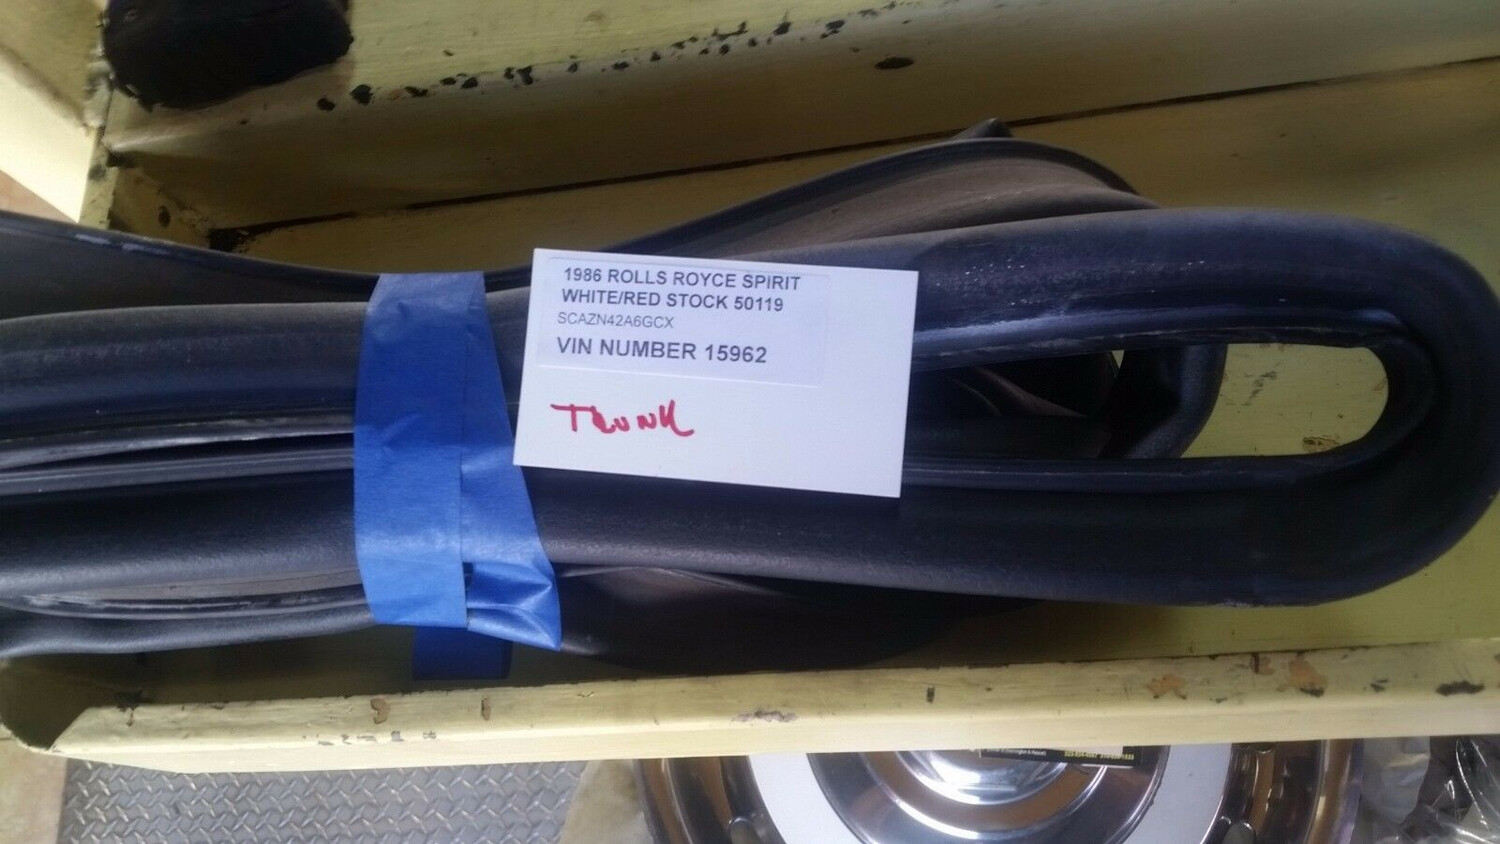 1986 ROLLS ROYCE SPIRIT
WHITE/RED STOCK 50119
SCAZN42A6GCX
VIN NUMBER 15962
TRUNK